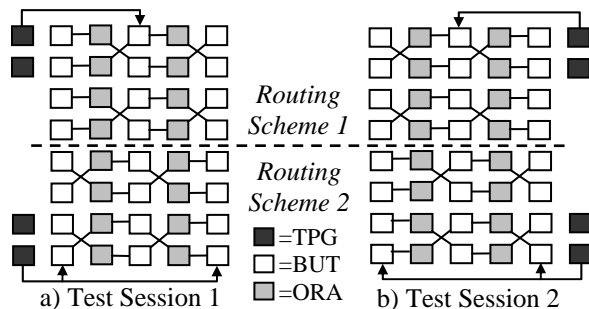 Routing
Scheme 1
Routing
Scheme 2
=TPG
=BUT
=ORA
a) Test Session 1
b) Test Session 2